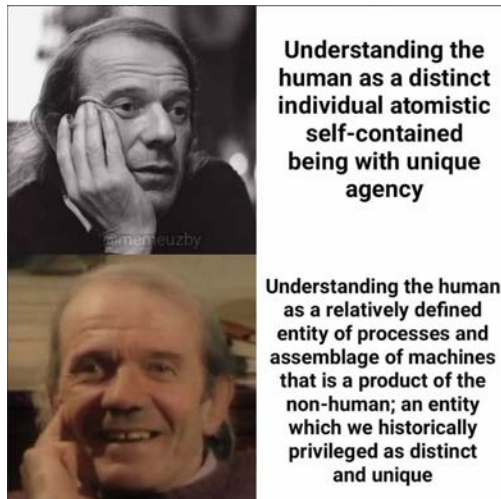 Understanding the
human as a distinct
individual atomistic
self-contained
being with unique
agency
@memeuzby
Understanding the human
as a relatively defined
entity of processes and
assemblage of machines
that is a product of the
non-human; an entity
which we historically
privileged as distinct
and unique